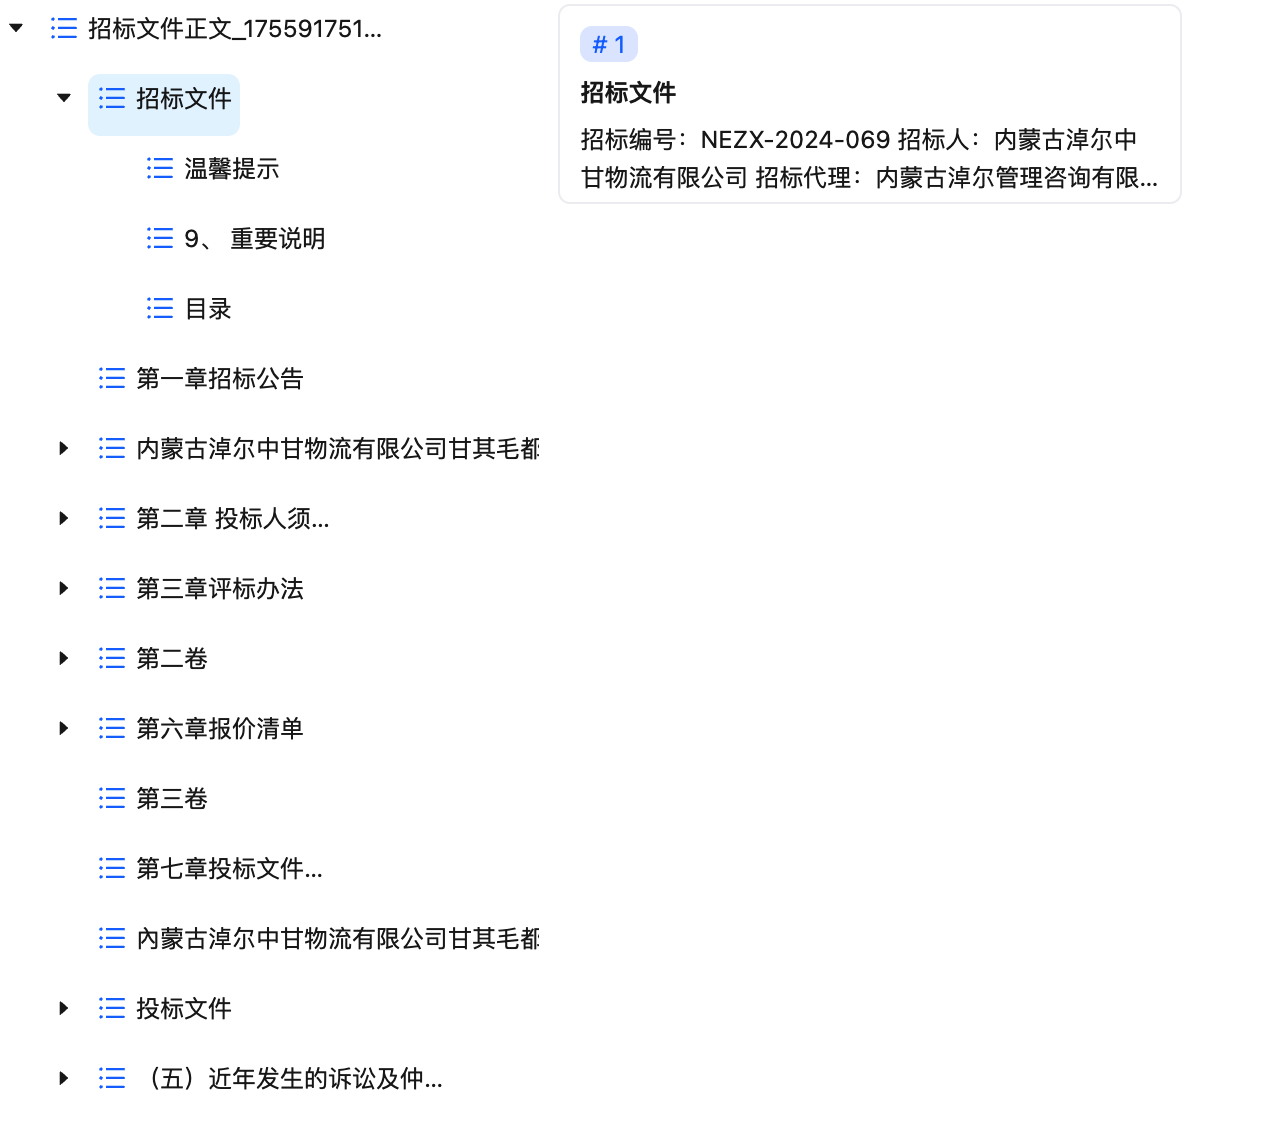 招标文件正文_175591751...
招标文件
温馨提示
9、 重要说明
目录
第一章招标公告
内蒙古淖尔中甘物流有限公司甘其毛都
第二章 投标人须...
第三章评标办法
第二卷
第六章报价清单
第三卷
第七章投标文件...
內蒙古淖尔中甘物流有限公司甘其毛都
投标文件
（五）近年发生的诉讼及仲...
# 1
招标文件
招标编号：NEZX-2024-069 招标人：内蒙古淖尔中
甘物流有限公司 招标代理：内蒙古淖尔管理咨询有限...